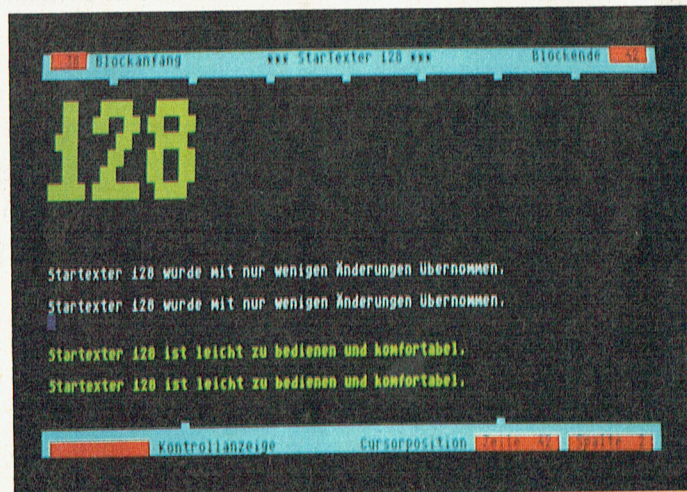 38 Blockanfang *** StarTexter 128 *** Blockende 42
128
Startexter 128 wurde mit nur wenigen Änderungen übernommen.
Startexter 128 wurde mit nur wenigen Änderungen übernommen.
Startexter 128 ist leicht zu bedienen und komfortabel.
Startexter 128 ist leicht zu bedienen und komfortabel.
Kontrollanzeige Cursorposition Zeile 42 Spalte 2